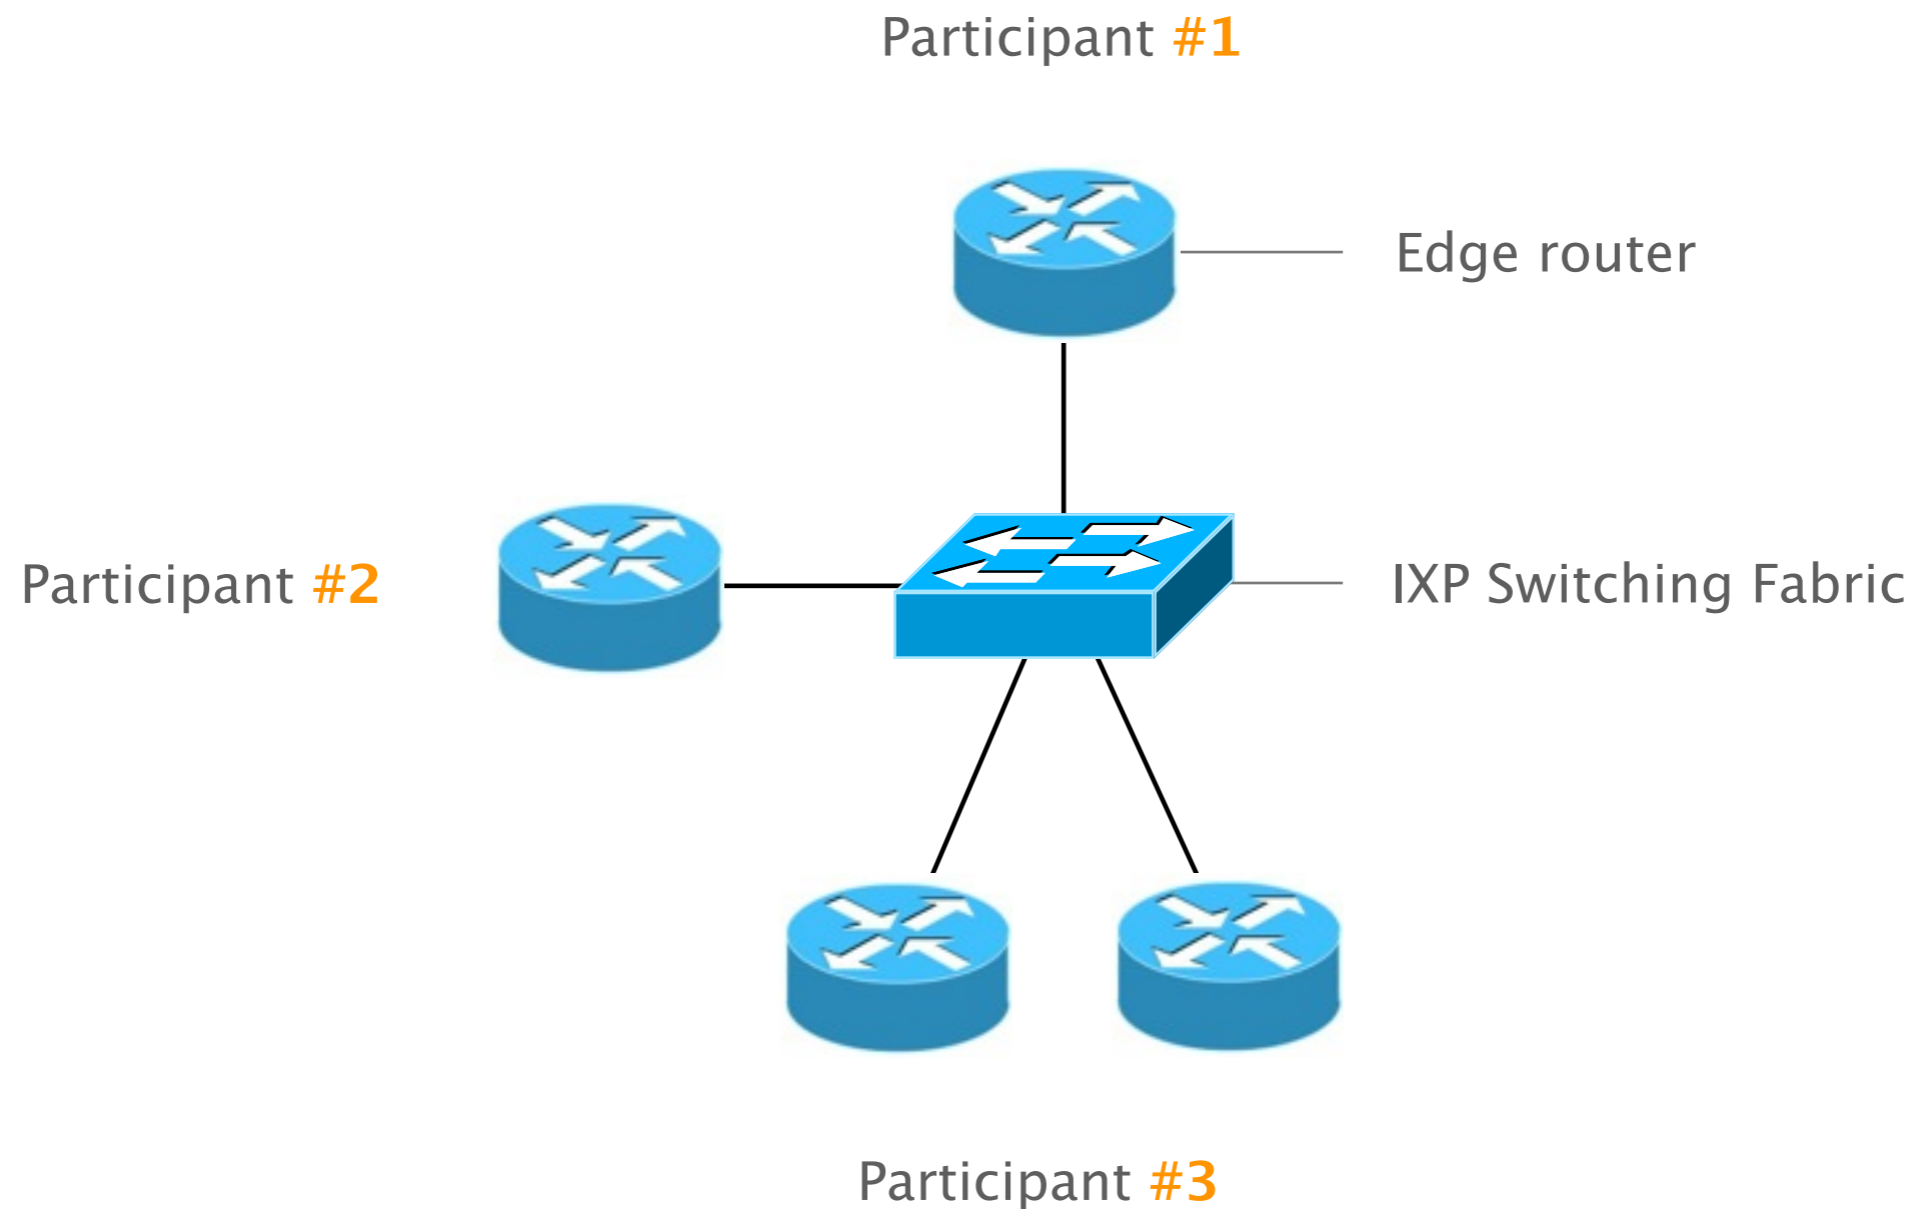 Participant #1
Edge router
Participant #2
IXP Switching Fabric
Participant #3